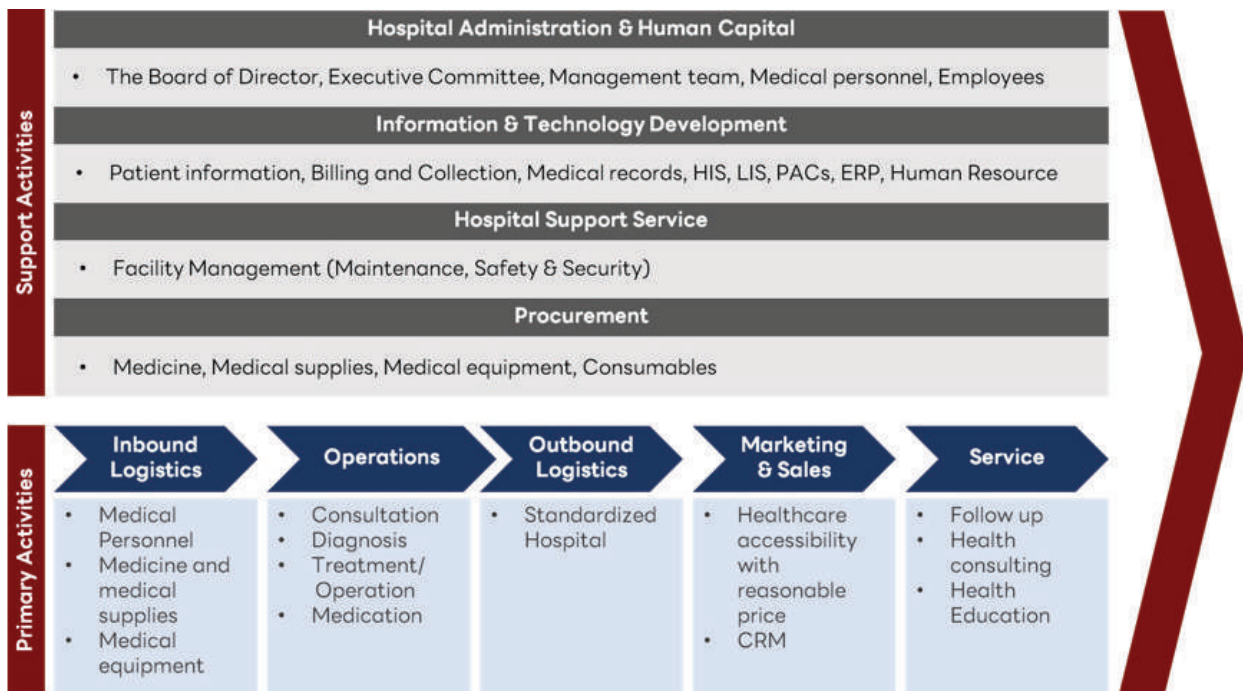 Support Activities
Hospital Administration & Human Capital
• The Board of Director, Executive Committee, Management team, Medical personnel, Employees
Information & Technology Development
• Patient information, Billing and Collection, Medical records, HIS, LIS, PACs, ERP, Human Resource
Hospital Support Service
• Facility Management (Maintenance, Safety & Security)
Procurement
• Medicine, Medical supplies, Medical equipment, Consumables
Primary Activities
Inbound
Logistics
• Medical
Personnel
• Medicine and
medical
supplies
• Medical
equipment
Operations
• Consultation
• Diagnosis
• Treatment/
Operation
• Medication
Outbound
Logistics
• Standardized
Hospital
Marketing
& Sales
• Healthcare
accessibility
with
reasonable
price
• CRM
Service
• Follow up
• Health
consulting
• Health
Education